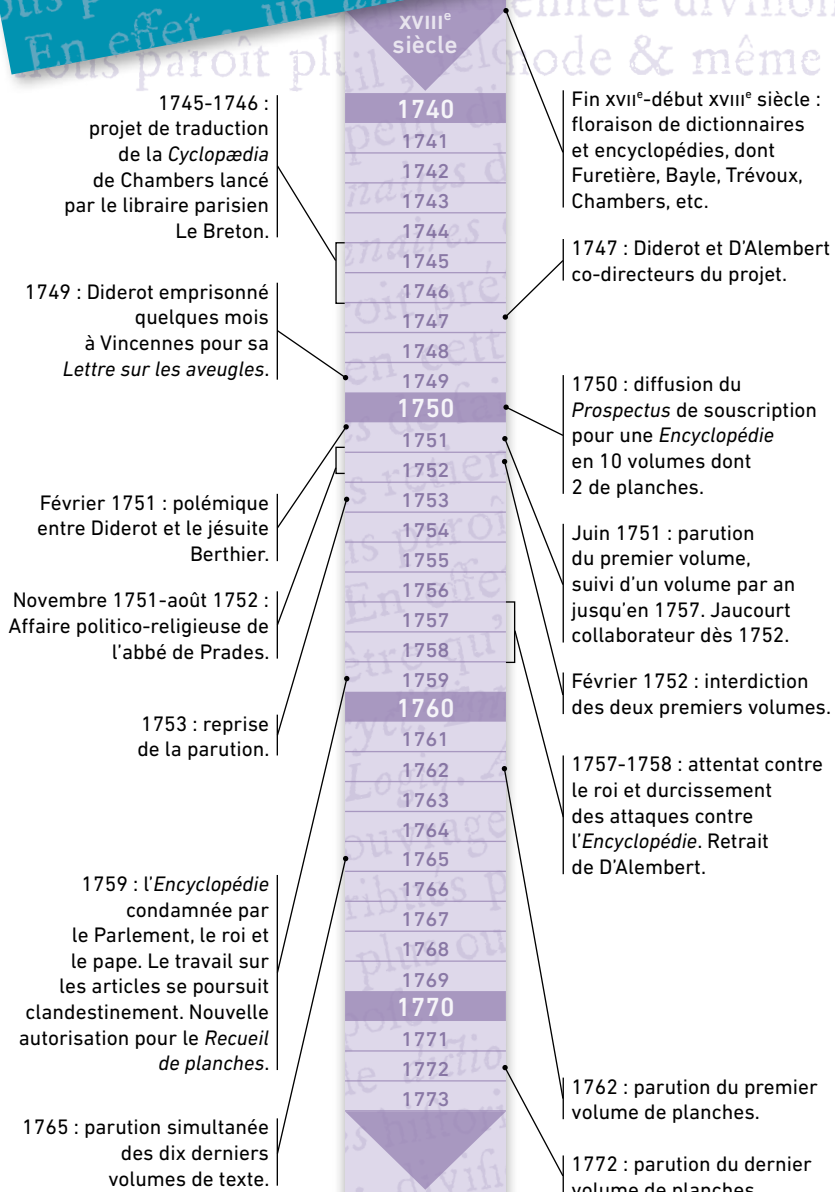 XVIIIe
siècle
1740
1741
1742
1743
1744
1745
1746
1747
1748
1749
1750
1751
1752
1753
1754
1755
1756
1757
1758
1759
1760
1761
1762
1763
1764
1765
1766
1767
1768
1769
1770
1771
1772
1773
1745-1746 :
projet de traduction
de la Cyclopædia
de Chambers lancé
par le libraire parisien
Le Breton.
1749 : Diderot emprisonné
quelques mois
à Vincennes pour sa
Lettre sur les aveugles.
Février 1751 : polémique
entre Diderot et le jésuite
Berthier.
Novembre 1751-août 1752 :
Affaire politico-religieuse de
l'abbé de Prades.
1753 : reprise
de la parution.
1759 : l'Encyclopédie
condamnée par
le Parlement, le roi et
le pape. Le travail sur
les articles se poursuit
clandestinement. Nouvelle
autorisation pour le Recueil
de planches.
1765 : parution simultanée
des dix derniers
volumes de texte.
Fin XVIIe-début XVIIIe siècle :
floraison de dictionnaires
et encyclopédies, dont
Furetière, Bayle, Trévoux,
Chambers, etc.
1747 : Diderot et D'Alembert
co-directeurs du projet.
1750 : diffusion du
Prospectus de souscription
pour une Encyclopédie
en 10 volumes dont
2 de planches.
Juin 1751 : parution
du premier volume,
suivi d'un volume par an
jusqu'en 1757. Jaucourt
collaborateur dès 1752.
Février 1752 : interdiction
des deux premiers volumes.
1757-1758 : attentat contre
le roi et durcissement
des attaques contre
l'Encyclopédie. Retrait
de D'Alembert.
1762 : parution du premier
volume de planches.
1772 : parution du dernier
volume de planches
En effet, un
paroît
mode & même